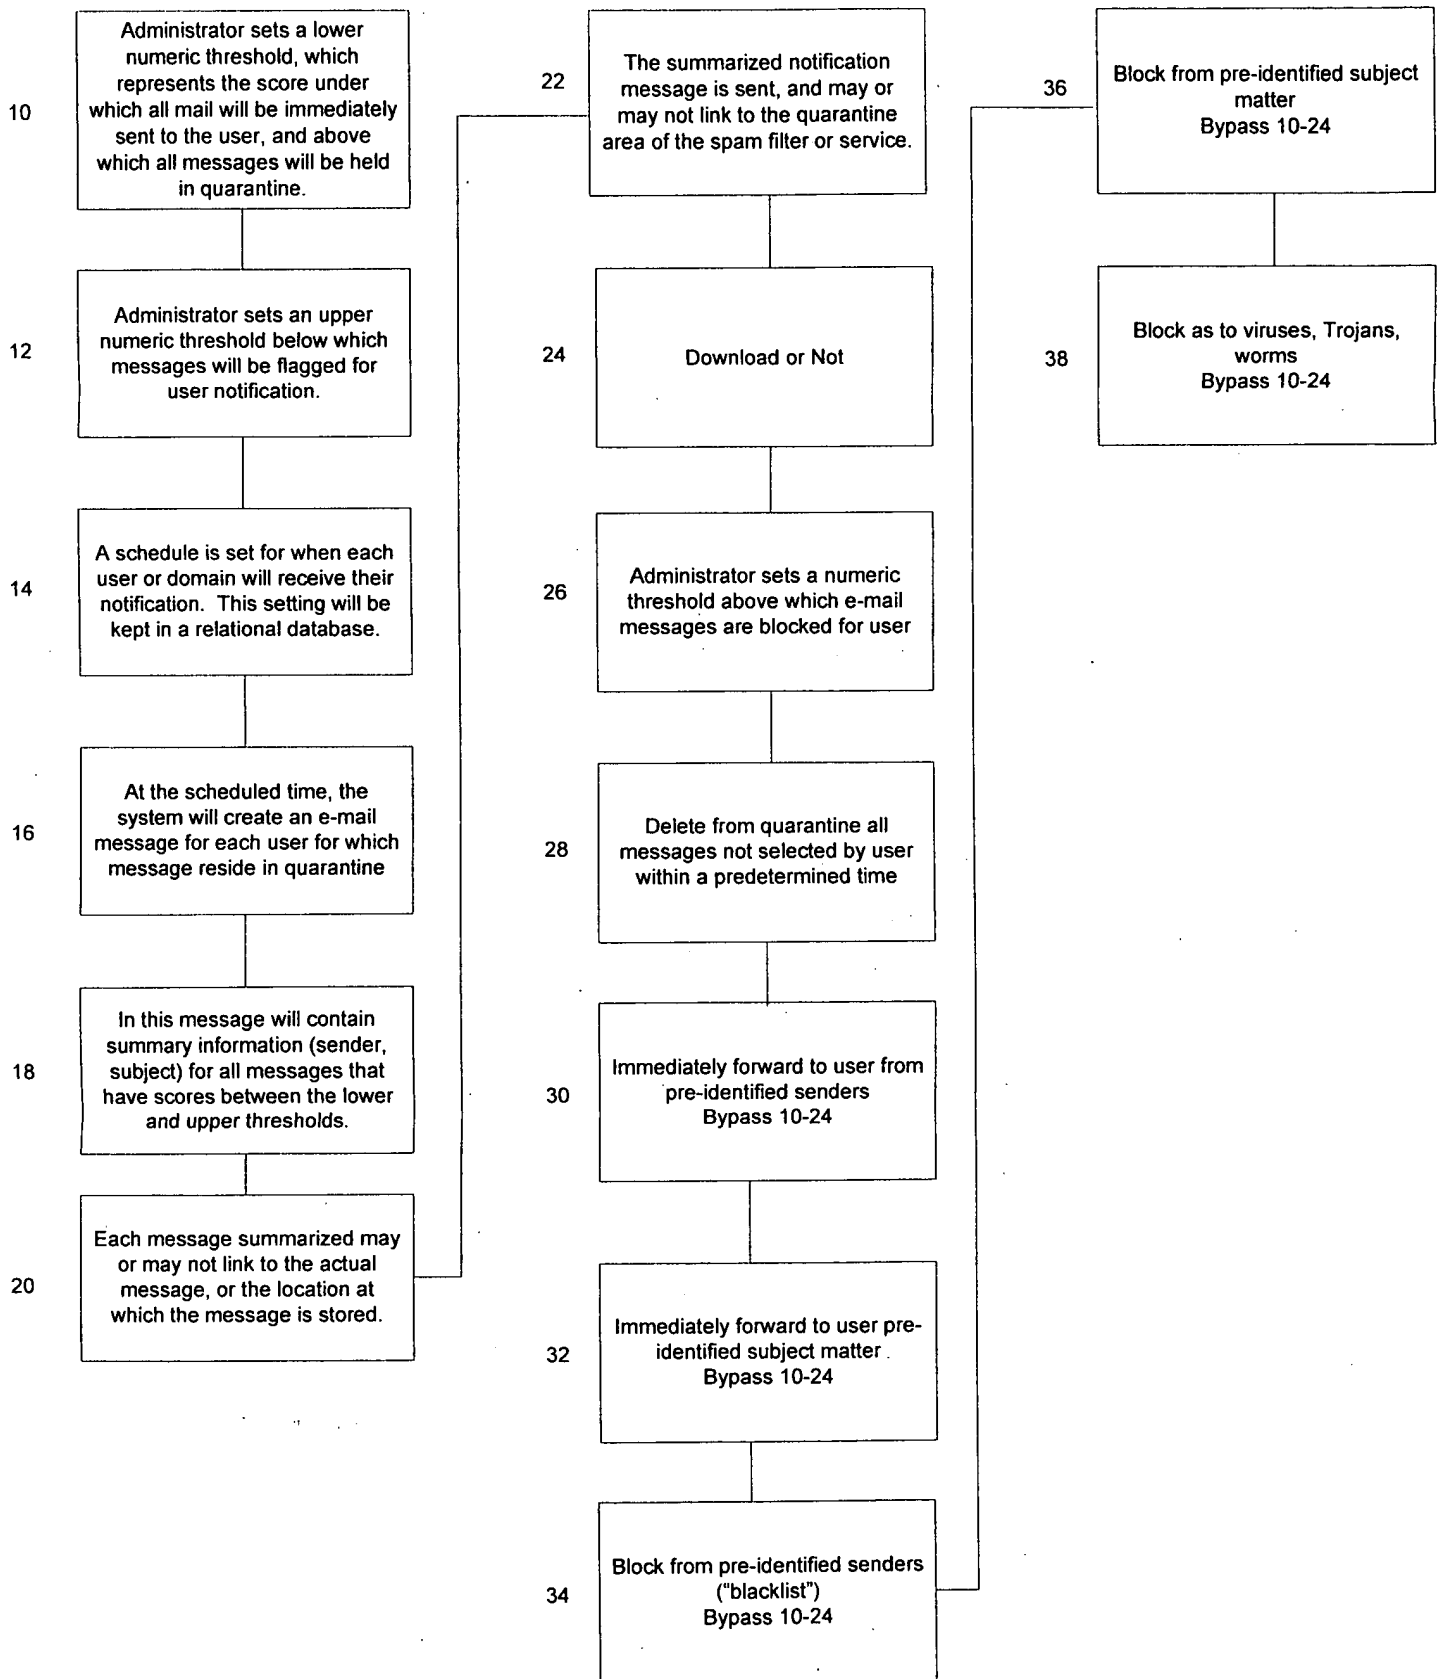 10
Administrator sets a lower
numeric threshold, which
represents the score under
which all mail will be immediately
sent to the user, and above
which all messages will be held
in quarantine.
12
Administrator sets an upper
numeric threshold below which
messages will be flagged for
user notification.
14
A schedule is set for when each
user or domain will receive their
notification. This setting will be
kept in a relational database.
16
At the scheduled time, the
system will create an e-mail
message for each user for which
message reside in quarantine
18
In this message will contain
summary information (sender,
subject) for all messages that
have scores between the lower
and upper thresholds.
20
Each message summarized may
or may not link to the actual
message, or the location at
which the message is stored.
22
The summarized notification
message is sent, and may or
may not link to the quarantine
area of the spam filter or service.
24
Download or Not
26
Administrator sets a numeric
threshold above which e-mail
messages are blocked for user
28
Delete from quarantine all
messages not selected by user
within a predetermined time
30
Immediately forward to user from
pre-identified senders
Bypass 10-24
32
Immediately forward to user pre-
identified subject matter
Bypass 10-24
34
Block from pre-identified senders
("blacklist")
Bypass 10-24
36
Block from pre-identified subject
matter
Bypass 10-24
38
Block as to viruses, Trojans,
worms
Bypass 10-24